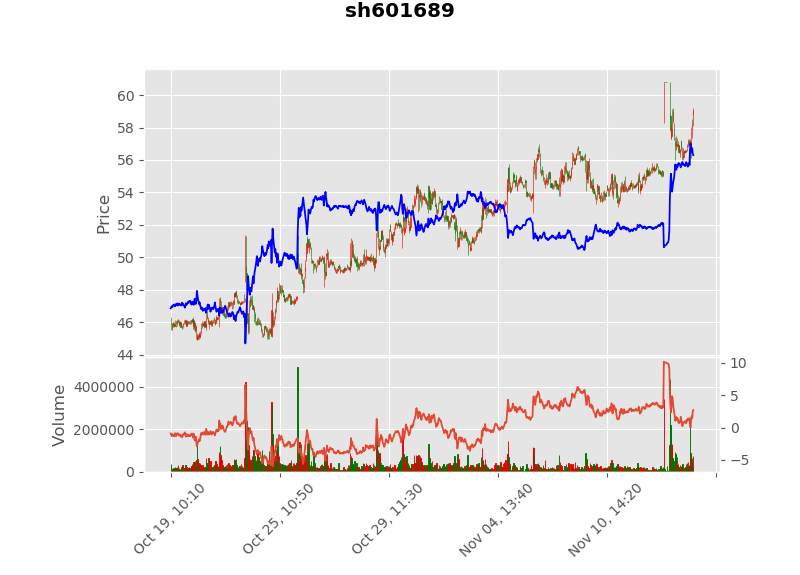 sh601689
Price
60
58
56
54
52
50
48
46
44
Volume
4000000
2000000
0
10
5
0
−5
Oct 19, 10:10
Oct 25, 10:50
Oct 29, 11:30
Nov 04, 13:40
Nov 10, 14:20